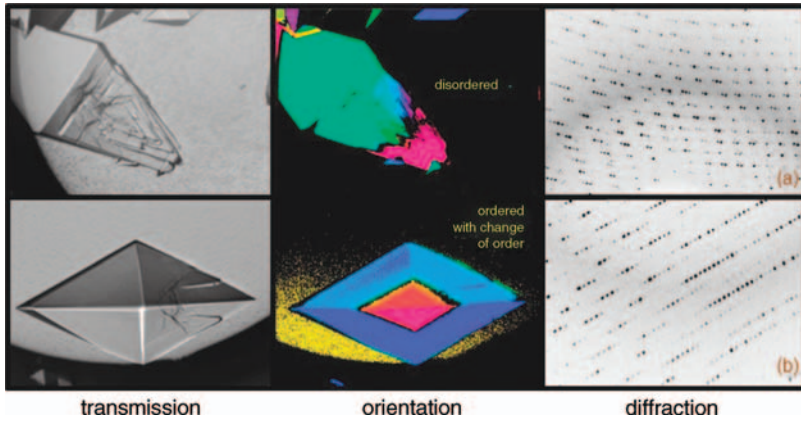 disordered
(a)
ordered
with change
of order
(b)
transmission
orientation
diffraction